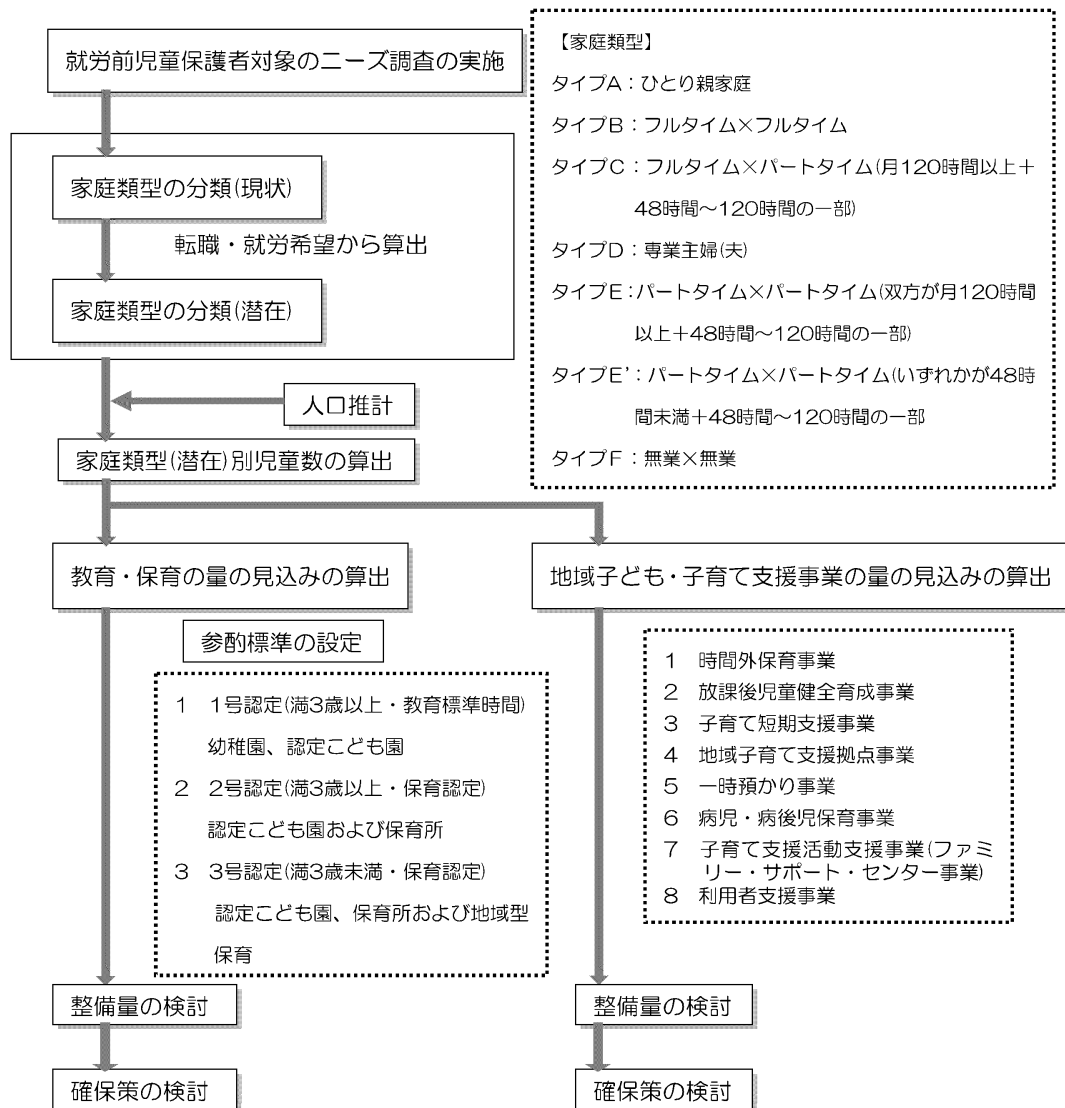 就労前児童保護者対象のニーズ調査の実施
家庭類型の分類(現状)
転職・就労希望から算出
家庭類型の分類(潜在)
人口推計
家庭類型(潜在)別児童数の算出
【家庭類型】
タイプA：ひとり親家庭
タイプB：フルタイム×フルタイム
タイプC：フルタイム×パートタイム(月120時間以上＋
48時間～120時間の一部)
タイプD：専業主婦(夫)
タイプE：パートタイム×パートタイム(双方が月120時間
以上＋48時間～120時間の一部)
タイプE’：パートタイム×パートタイム(いずれかが48時
間未満＋48時間～120時間の一部
タイプF：無業×無業
教育・保育の量の見込みの算出
参酌標準の設定
1　1号認定(満3歳以上・教育標準時間)
幼稚園、認定こども園
2　2号認定(満3歳以上・保育認定)
認定こども園および保育所
3　3号認定(満3歳未満・保育認定)
認定こども園、保育所および地域型
保育
整備量の検討
確保策の検討
地域子ども・子育て支援事業の量の見込みの算出
1　時間外保育事業
2　放課後児童健全育成事業
3　子育て短期支援事業
4　地域子育て支援拠点事業
5　一時預かり事業
6　病児・病後児保育事業
7　子育て支援活動支援事業(ファミ
リー・サポート・センター事業)
8　利用者支援事業
整備量の検討
確保策の検討